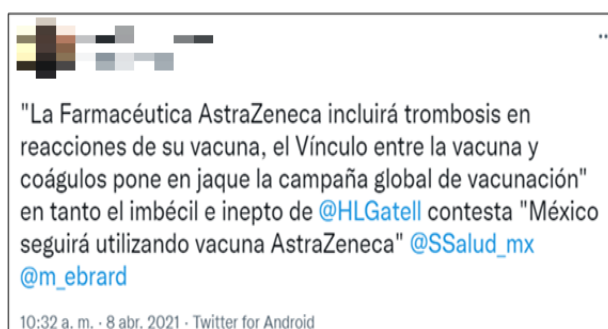 "La Farmacéutica AstraZeneca incluirá trombosis en
reacciones de su vacuna, el Vínculo entre la vacuna y
coágulos pone en jaque la campaña global de vacunación"
en tanto el imbécil e inepto de @HLGatell contesta "México
seguirá utilizando vacuna AstraZeneca" @SSalud_mx
@m_ebrard
10:32 a. m. · 8 abr. 2021 · Twitter for Android